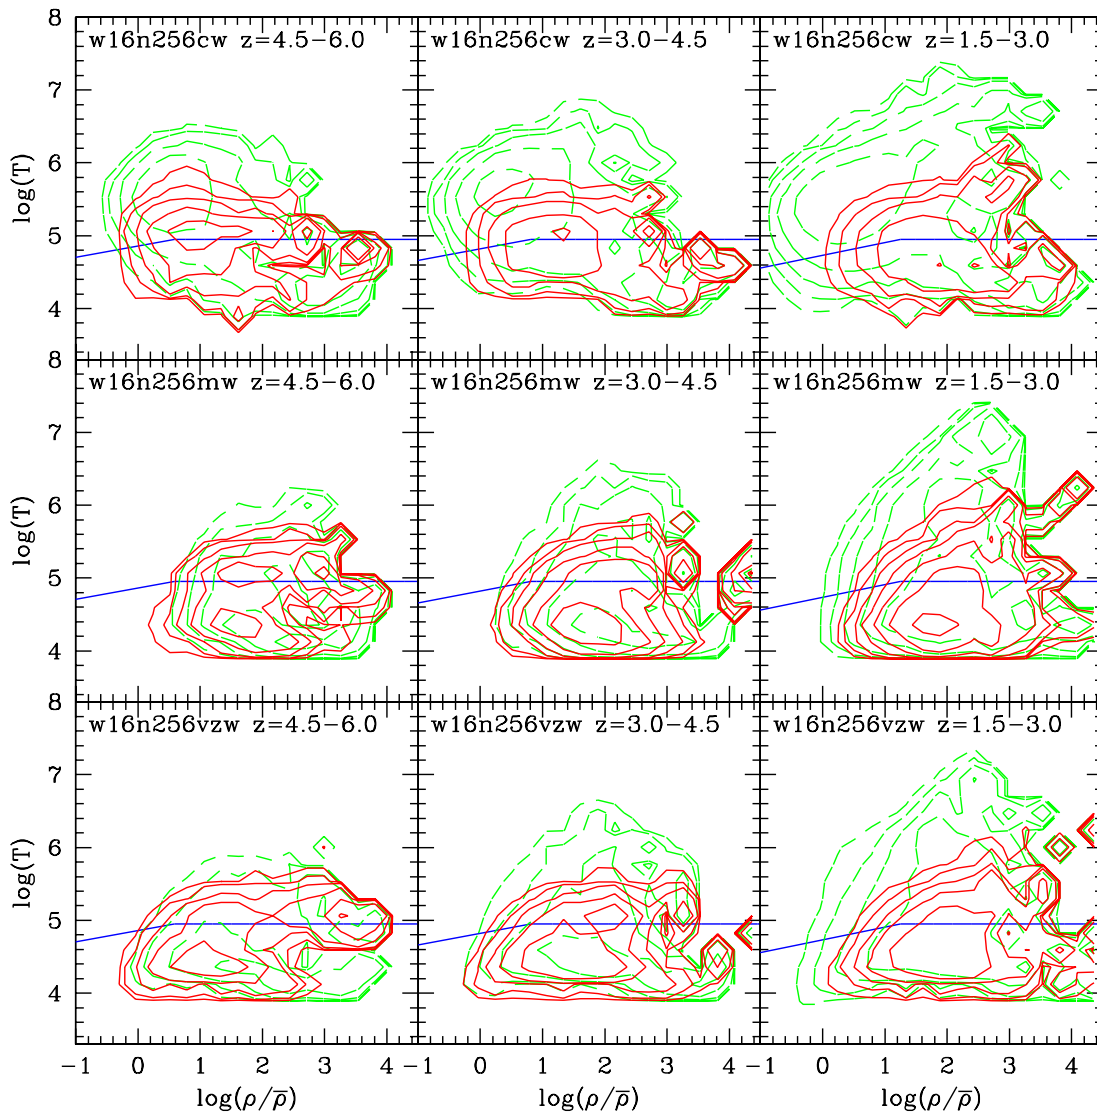 8
w16n256cw z=4.5−6.0
w16n256cw z=3.0−4.5
w16n256cw z=1.5−3.0
7
6
log(T)
5
4
8
w16n256mw z=4.5−6.0
w16n256mw z=3.0−4.5
w16n256mw z=1.5−3.0
7
6
log(T)
5
4
8
w16n256vzw z=4.5−6.0
w16n256vzw z=3.0−4.5
w16n256vzw z=1.5−3.0
7
6
log(T)
5
4
−1 0 1 2 3 4 −1 0 1 2 3 4 −1 0 1 2 3 4
log(ρ/ρ̅) log(ρ/ρ̅) log(ρ/ρ̅)